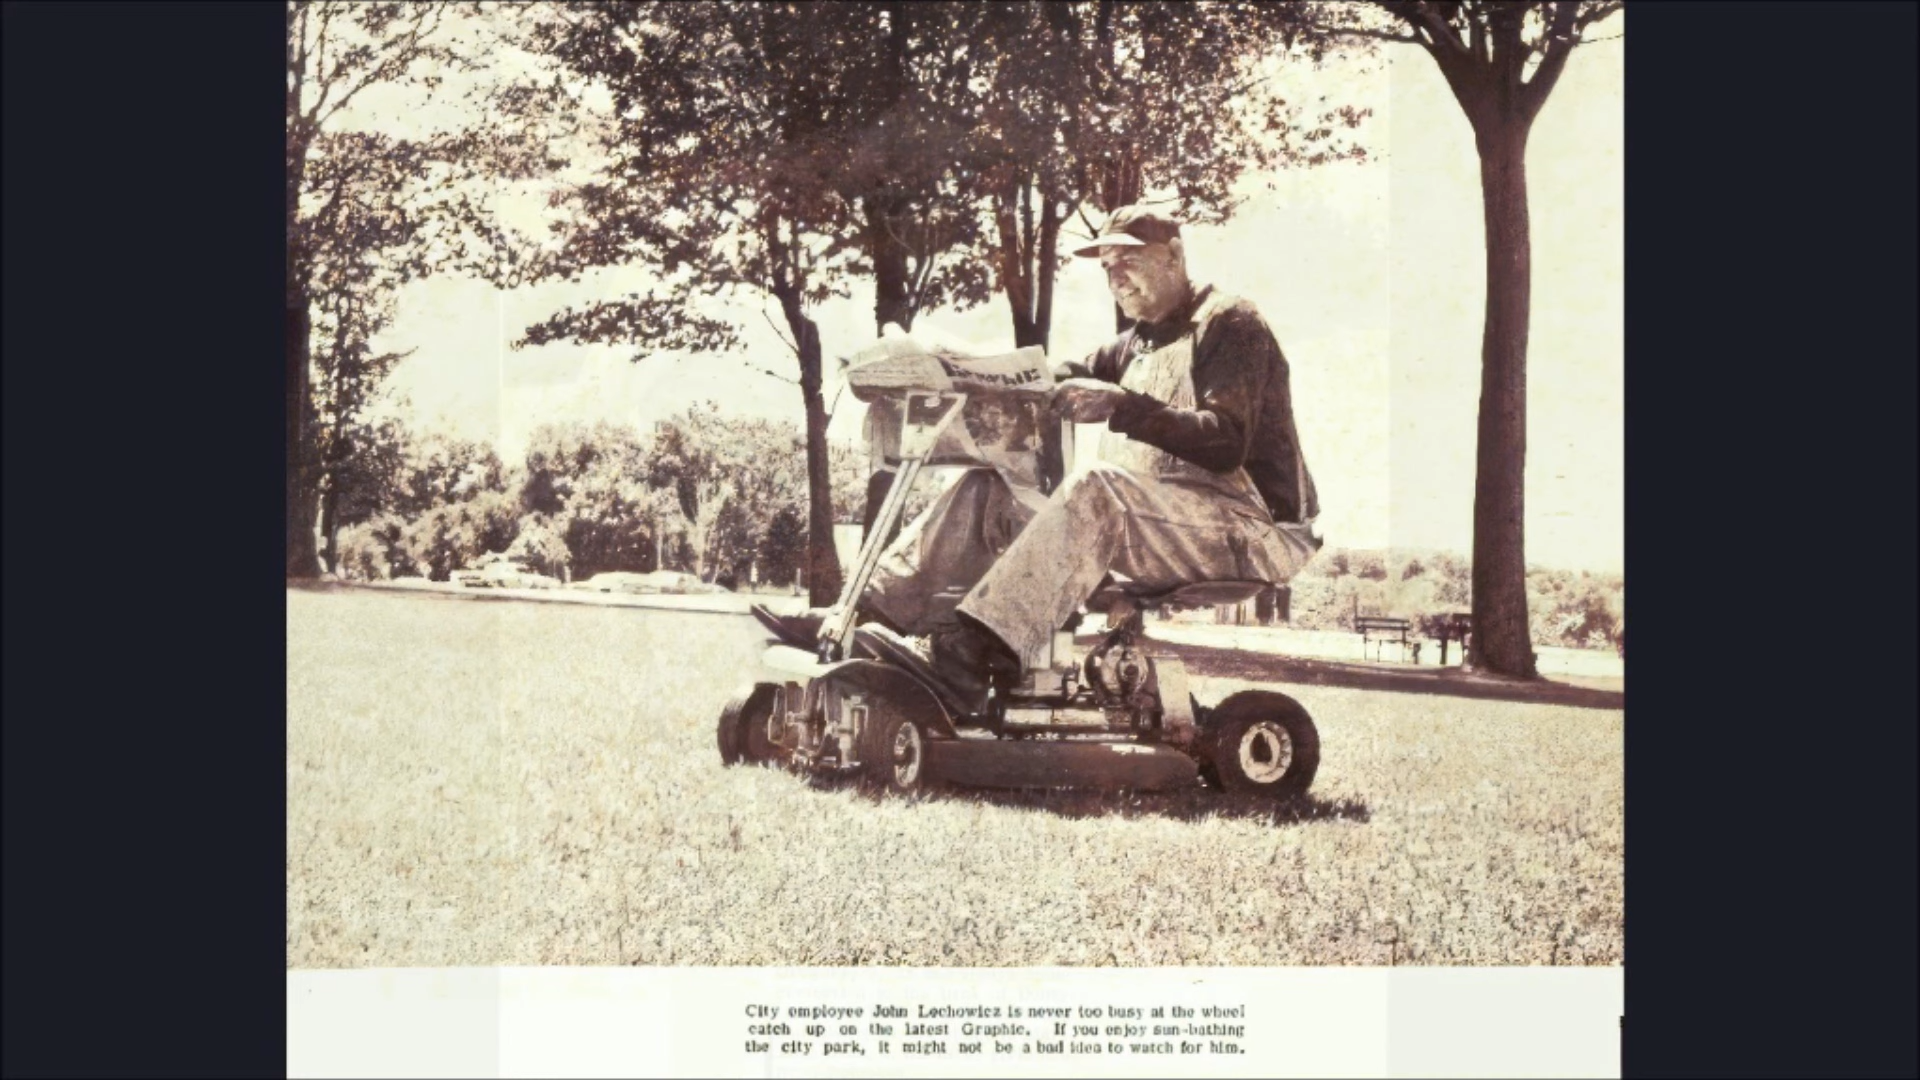 Graphic
City employee John Lechowicz is never too busy at the wheel
catch up on the latest Graphic. If you enjoy sun-bathing
the city park, it might not be a bad idea to watch for him.